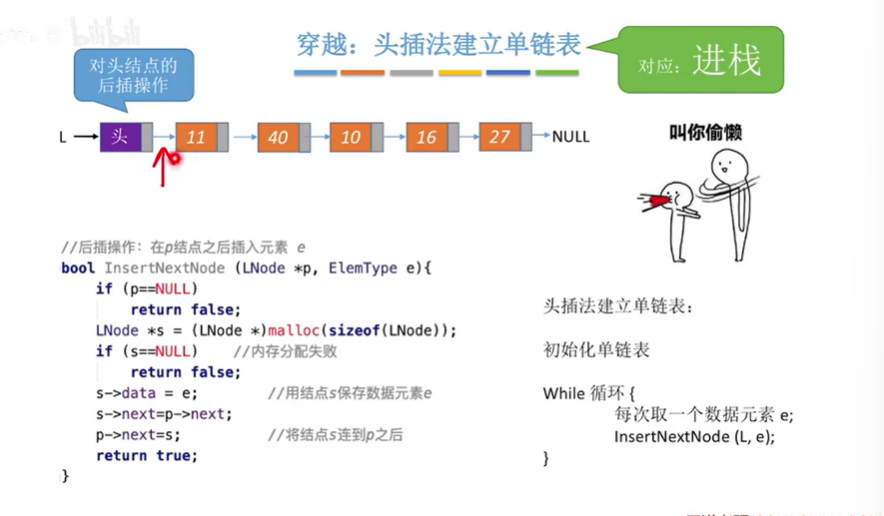 穿越：头插法建立单链表
对应：进栈
对头结点的
后插操作
L 头 11 40 10 16 27 NULL
叫你偷懒
//后插操作：在p结点之后插入元素 e
bool InsertNextNode (LNode *p, ElemType e){
if (p==NULL)
return false;
LNode *s = (LNode *)malloc(sizeof(LNode));
if (s==NULL) //内存分配失败
return false;
s->data = e; //用结点s保存数据元素e
s->next=p->next;
p->next=s; //将结点s连到p之后
return true;
}
头插法建立单链表：
初始化单链表
While 循环 {
每次取一个数据元素 e;
InsertNextNode (L, e);
}